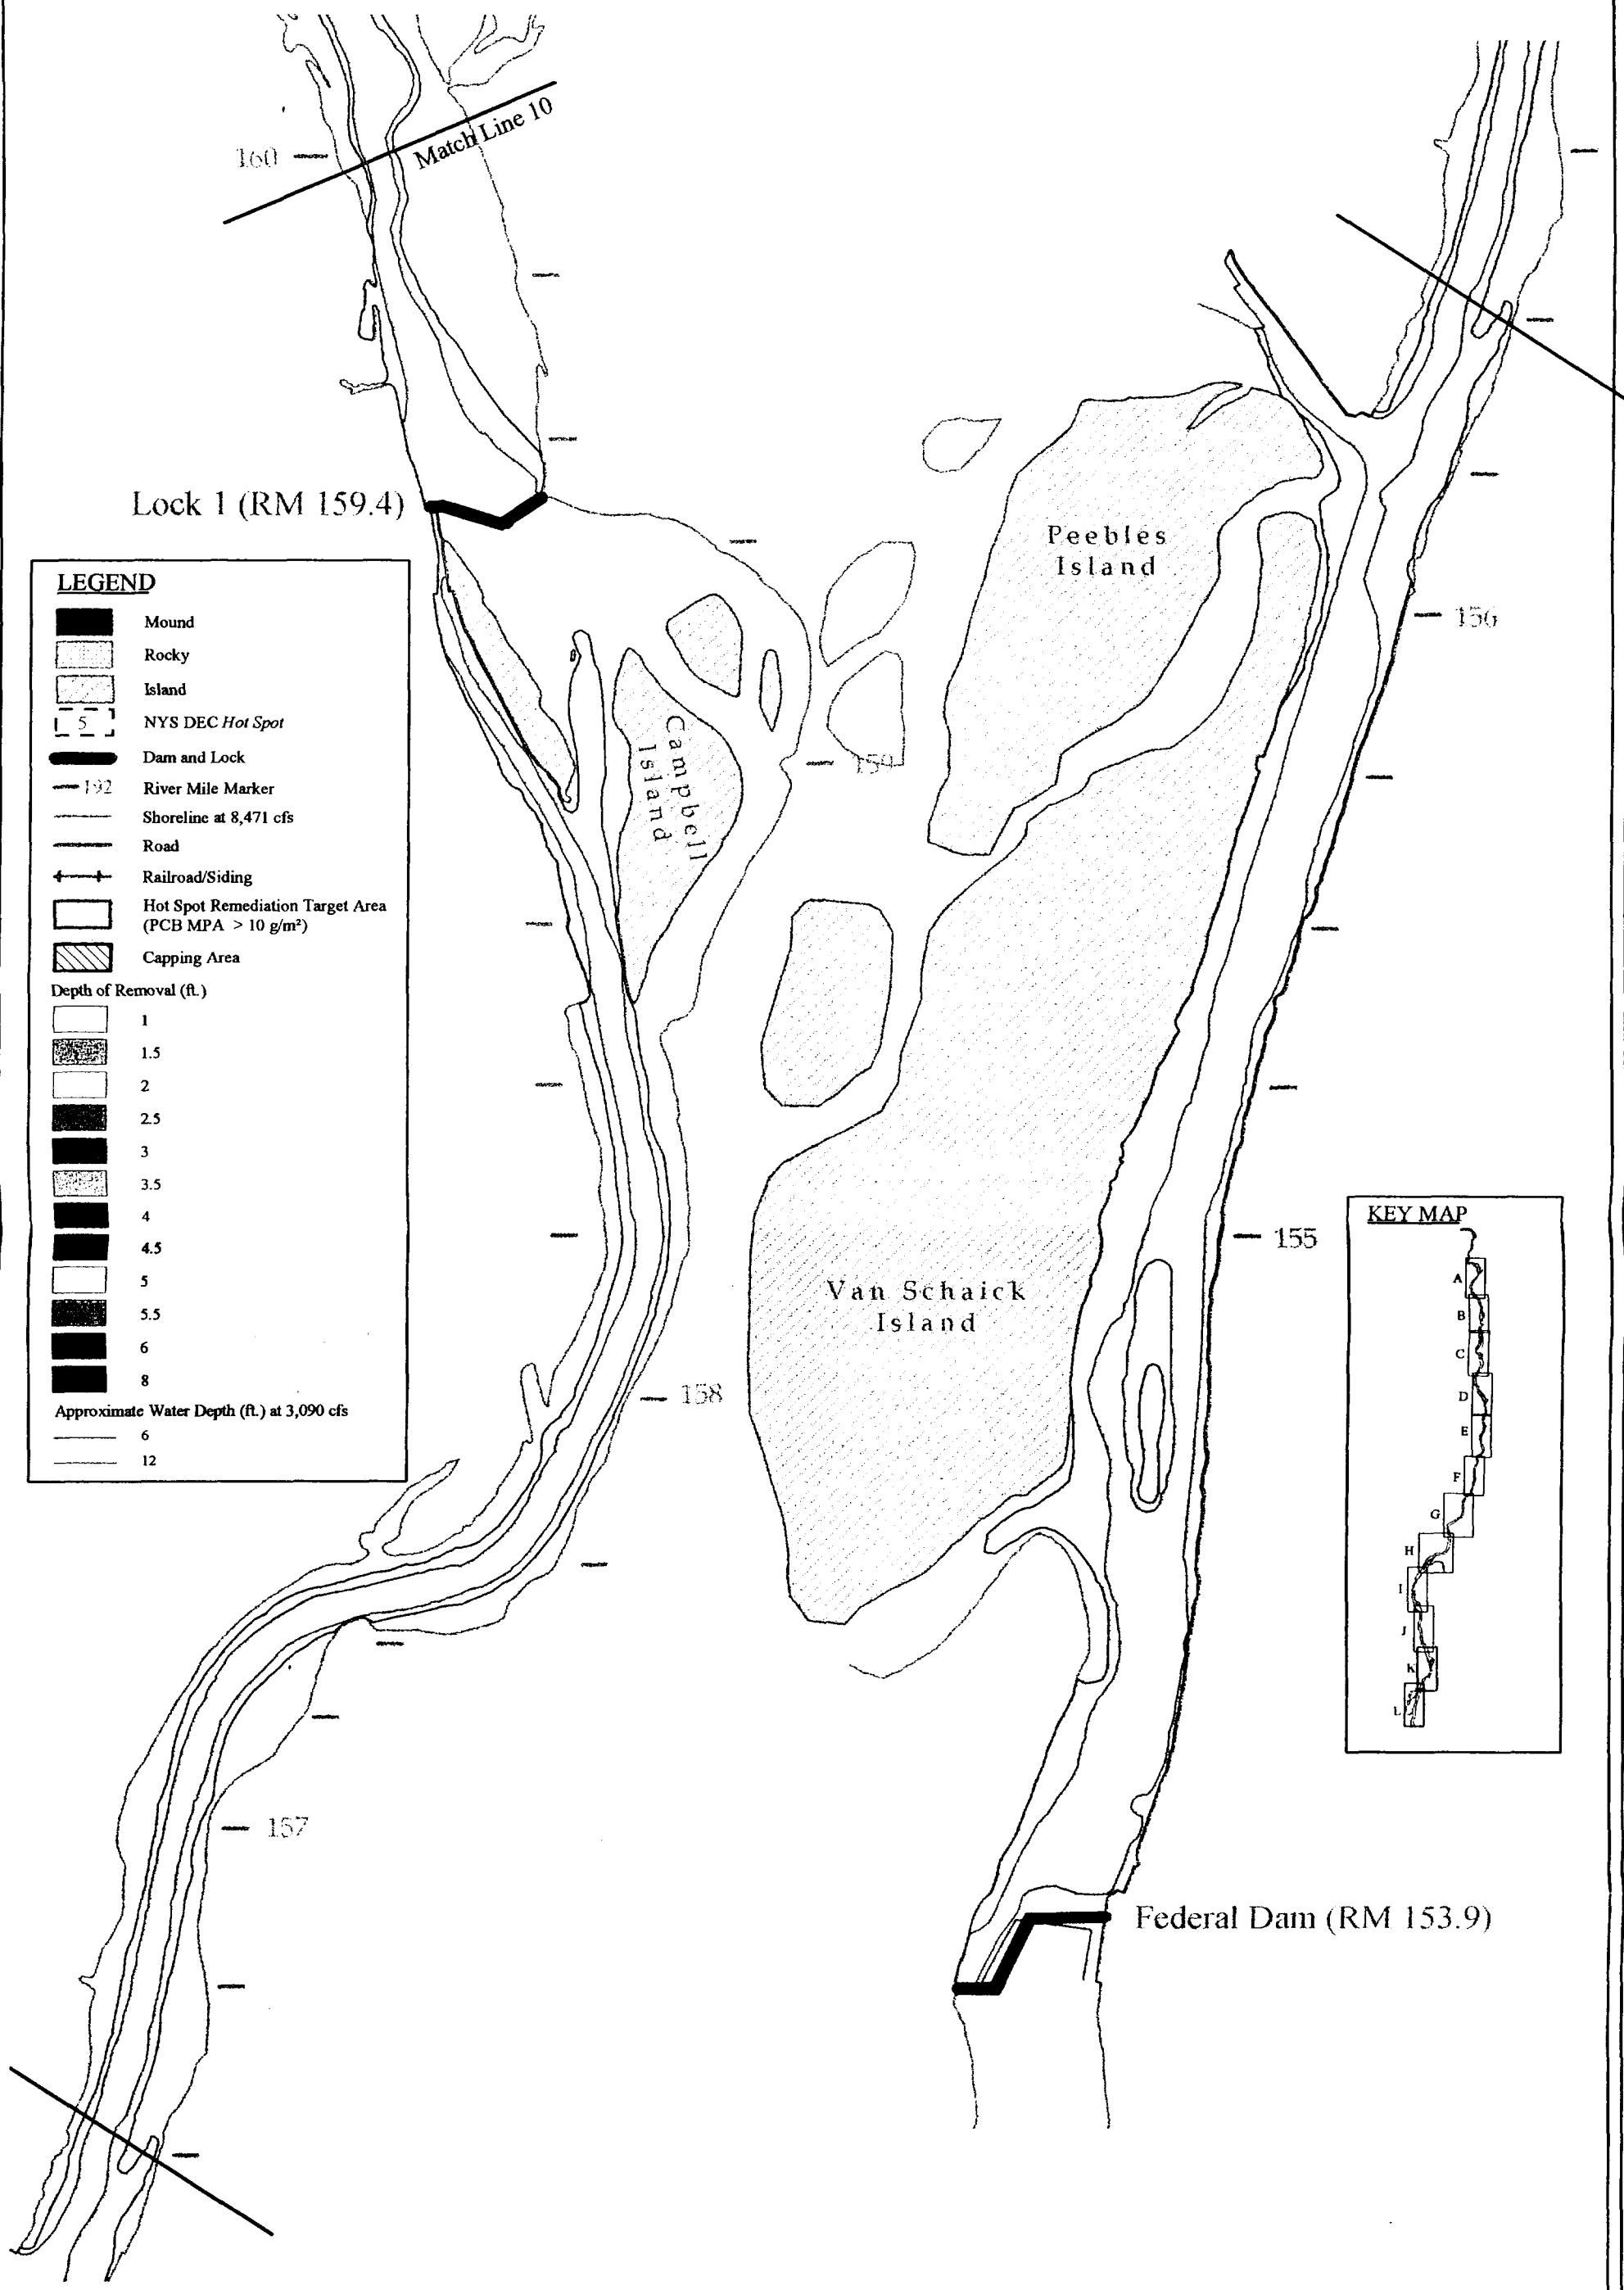 160
Match Line 10
Lock 1 (RM 159.4)
LEGEND
Mound
Rocky
Island
5 NYS DEC Hot Spot
Dam and Lock
192 River Mile Marker
Shoreline at 8,471 cfs
Road
Railroad/Siding
Hot Spot Remediation Target Area
(PCB MPA > 10 g/m²)
Capping Area
Depth of Removal (ft.)
1
1.5
2
2.5
3
3.5
4
4.5
5
5.5
6
8
Approximate Water Depth (ft.) at 3,090 cfs
6
12
Peebles
Island
156
Campbell
Island
159
155
Van Schaick
Island
158
157
KEY MAP
A
B
C
D
E
F
G
H
I
J
K
L
Federal Dam (RM 153.9)